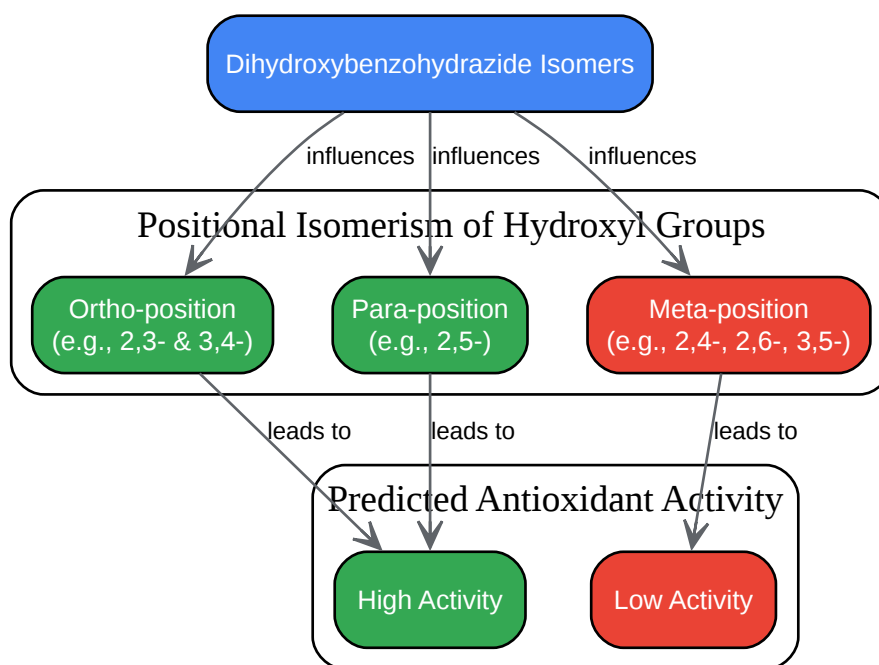 Dihydroxybenzohydrazide Isomers
influences
influences
influences
Positional Isomerism of Hydroxyl Groups
Ortho-position
(e.g., 2,3- & 3,4-)
Para-position
(e.g., 2,5-)
Meta-position
(e.g., 2,4-, 2,6-, 3,5-)
leads to
leads to
leads to
Predicted Antioxidant Activity
High Activity
Low Activity